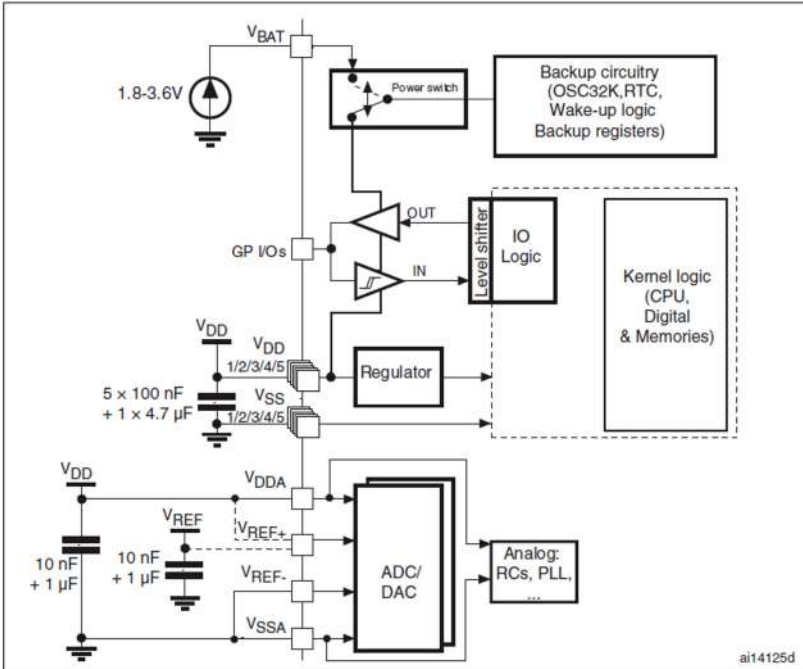 VBAT
1.8-3.6V
Power switch
Backup circuitry
(OSC32K,RTC,
Wake-up logic
Backup registers)
GP I/Os
OUT
IN
Level shifter
IO
Logic
Kernel logic
(CPU,
Digital
& Memories)
VDD
VDD
1/2/3/4/5
Regulator
5 × 100 nF
+ 1 × 4.7 µF
VSS
1/2/3/4/5
VDD
VDDA
VREF
VREF+
10 nF
+ 1 µF
10 nF
+ 1 µF
VREF-
VSSA
ADC/
DAC
Analog:
RCs, PLL,
...
ai14125d